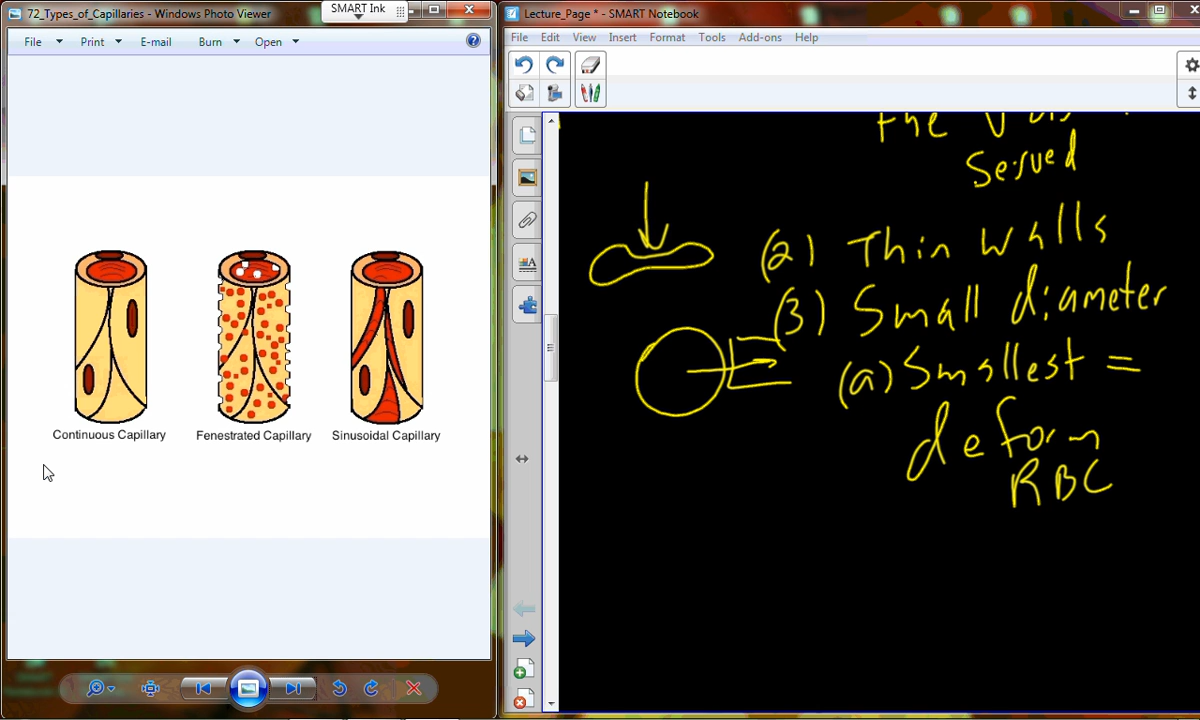 72_Types_of_Capillaries - Windows Photo Viewer
SMART Ink
File Print E-mail Burn Open
Continuous Capillary Fenestrated Capillary Sinusoidal Capillary
Lecture_Page * - SMART Notebook
File Edit View Insert Format Tools Add-ons Help
the
Served
(2) Thin walls
(3) Small diameter
(a) Smallest =
deform
RBC